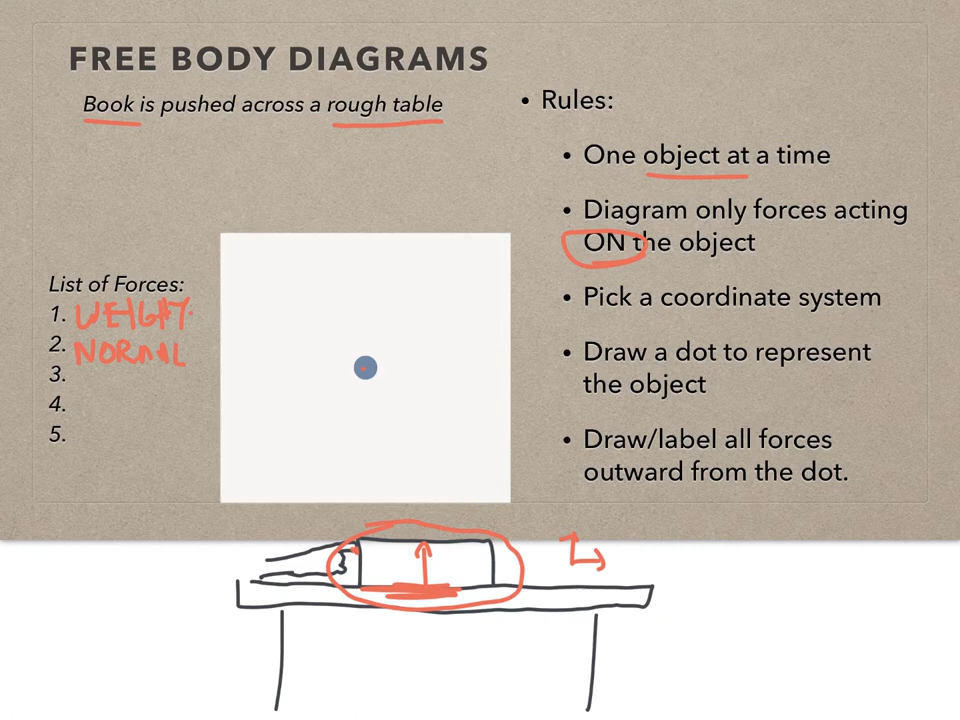 FREE BODY DIAGRAMS
Book is pushed across a rough table
List of Forces:
1. WEIGHT
2. NORMAL
3.
4.
5.
• Rules:
• One object at a time
• Diagram only forces acting
ON the object
• Pick a coordinate system
• Draw a dot to represent
the object
• Draw/label all forces
outward from the dot.